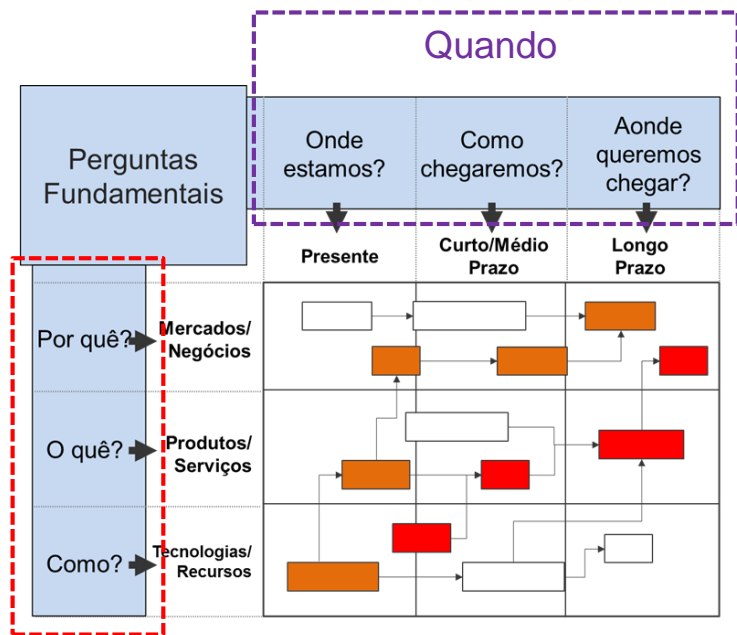 Quando
Perguntas
Fundamentais
Onde
estamos?
Como
chegaremos?
Aonde
queremos
chegar?
Presente
Curto/Médio
Prazo
Longo
Prazo
Por quê?
Mercados/
Negócios
O quê?
Produtos/
Serviços
Como?
Tecnologias/
Recursos